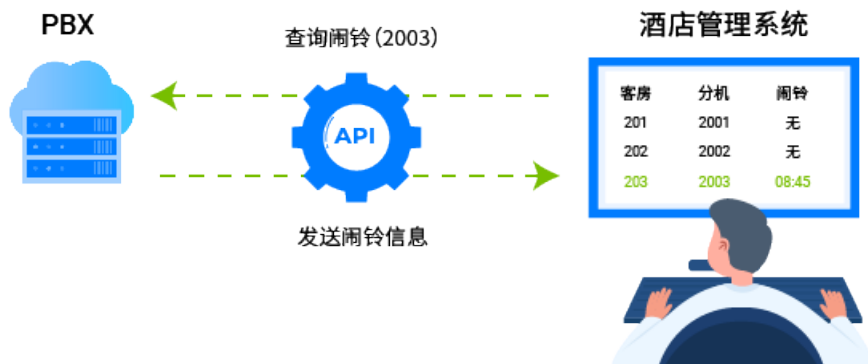 PBX
查询闹铃（2003）
酒店管理系统
API
发送闹铃信息
客房 分机 闹铃
201 2001 无
202 2002 无
203 2003 08:45